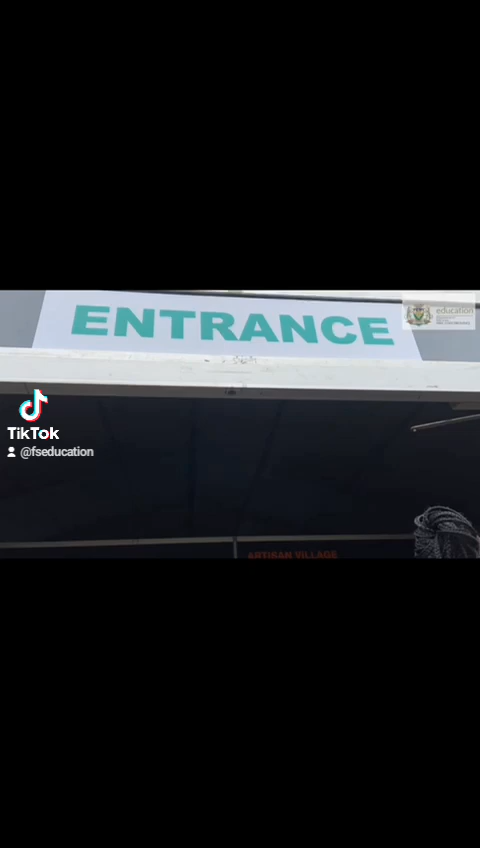 ENTRANCE
education
TikTok
@fseducation
ARTISAN VILLAGE